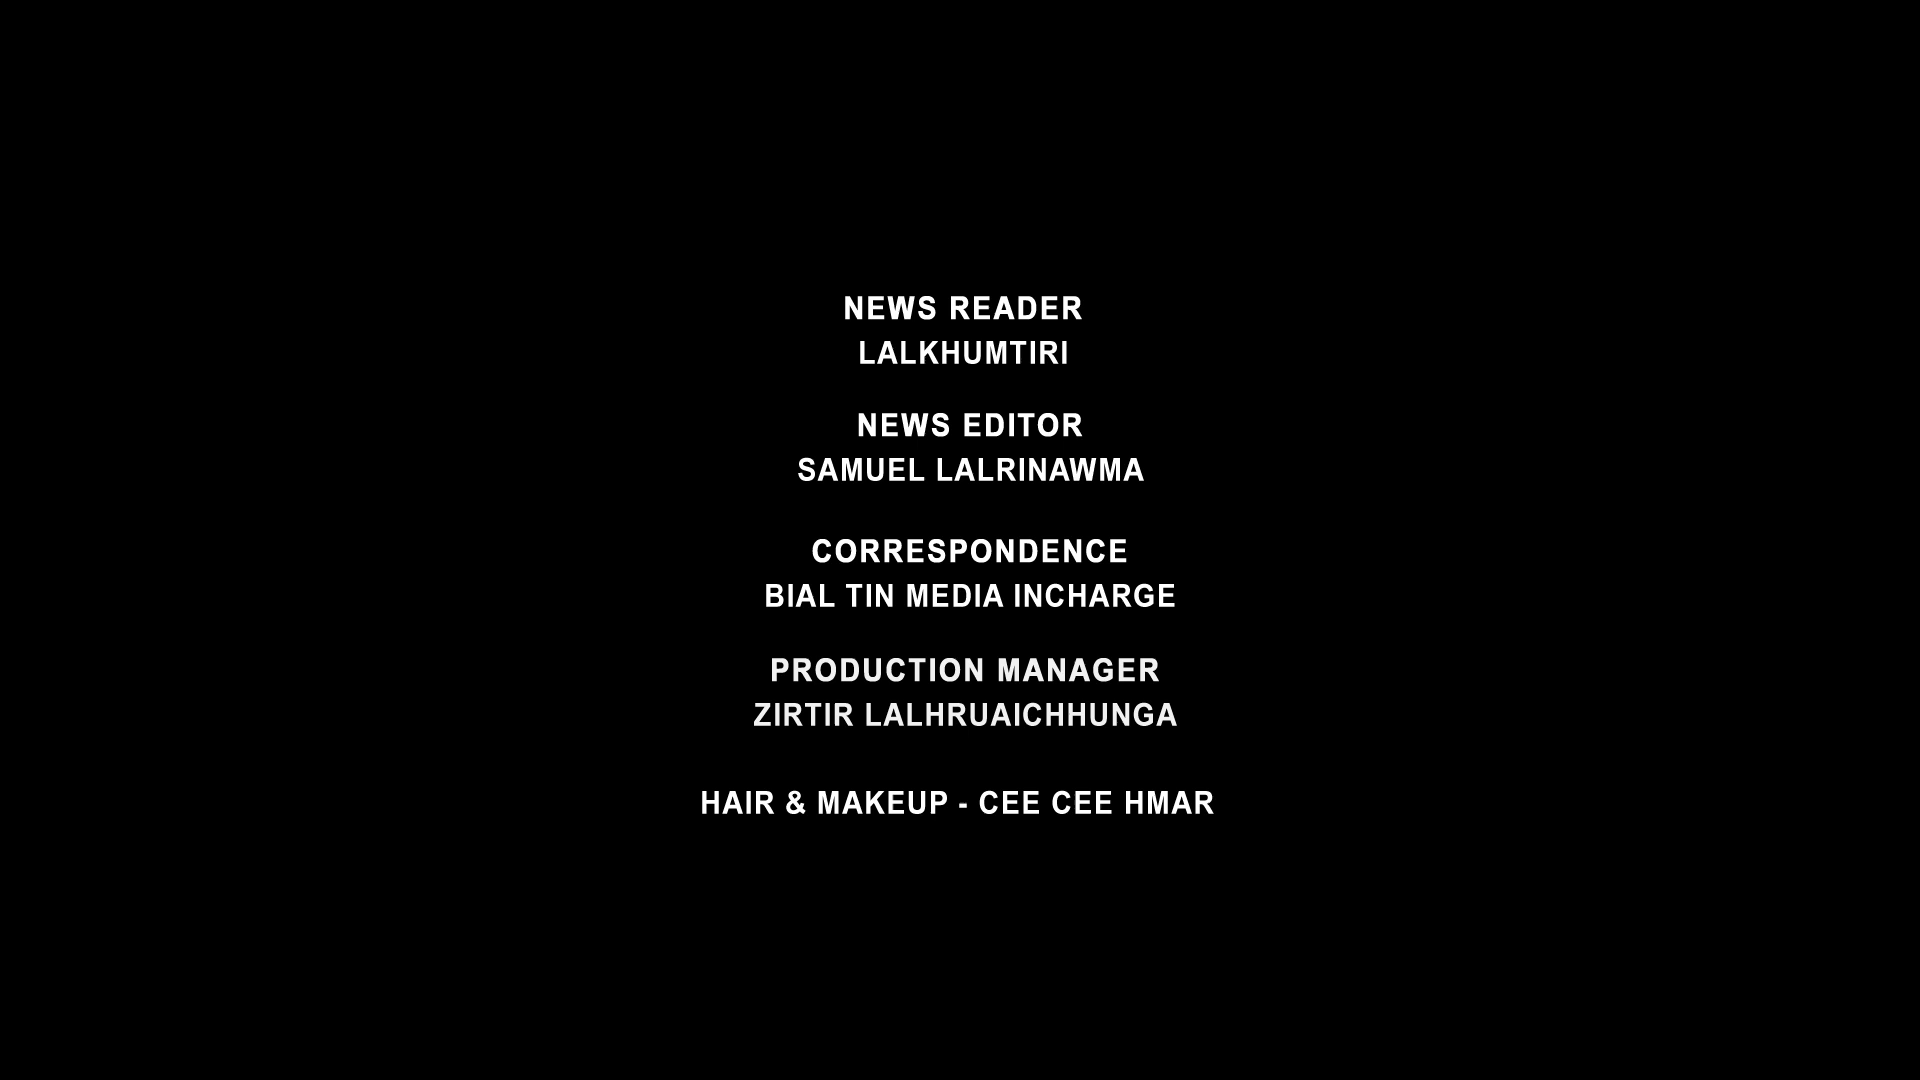 NEWS READER
LALKHUMTIRI
NEWS EDITOR
SAMUEL LALRINAWMA
CORRESPONDENCE
BIAL TIN MEDIA INCHARGE
PRODUCTION MANAGER
ZIRTIR LALHRUAICHHUNGA
HAIR & MAKEUP - CEE CEE HMAR